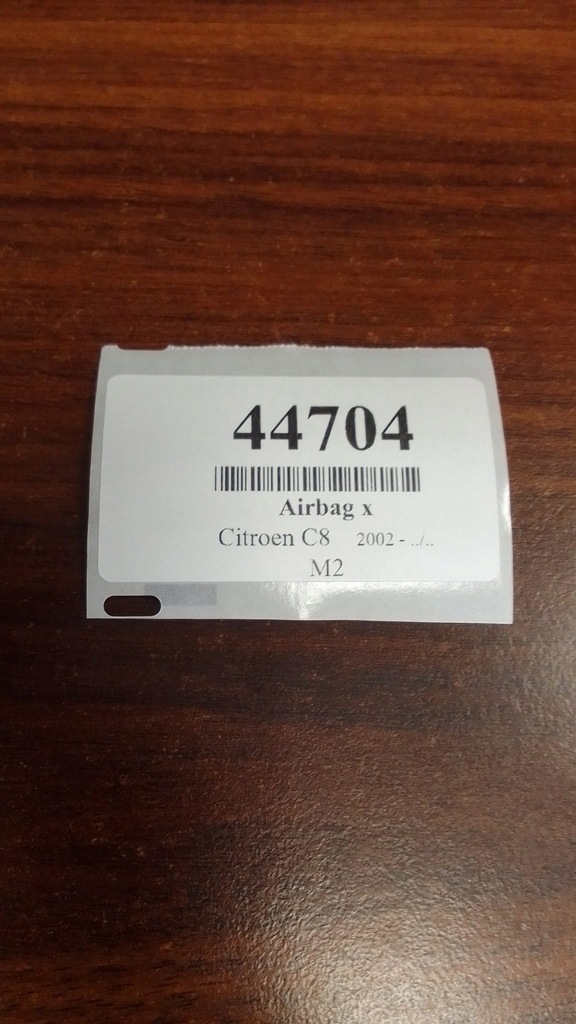 44704
Airbag x
Citroen C8 2002 - ../..
M2